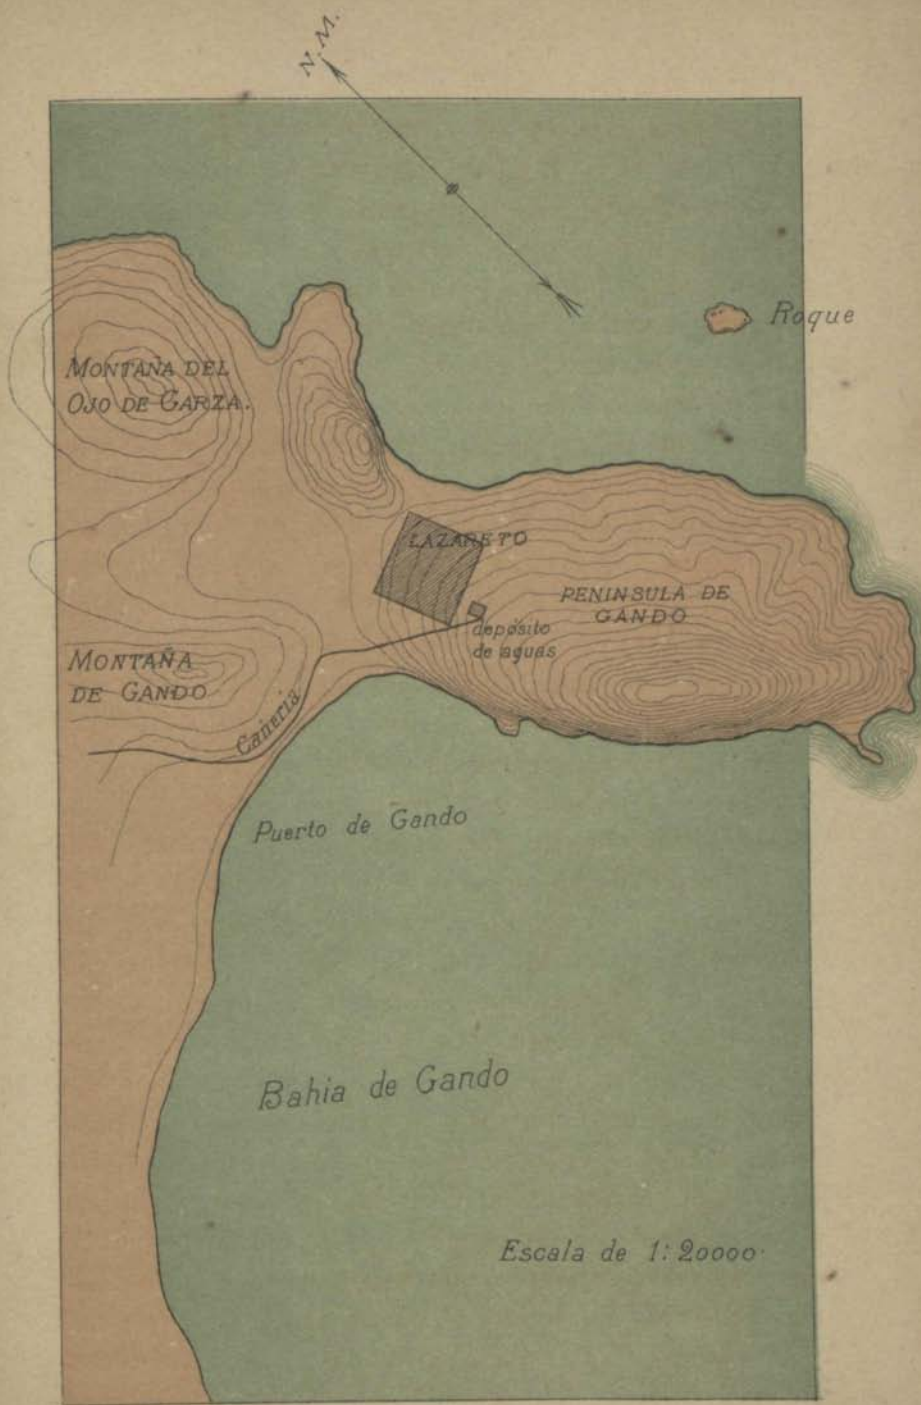 N. M.
Roque
MONTAÑA DEL
OJO DE GARZA.
LAZARETO
PENINSULA DE
GANDO
depósito
de aguas
MONTAÑA
DE GANDO
Cañeria
Puerto de Gando
Bahia de Gando
Escala de 1:20000